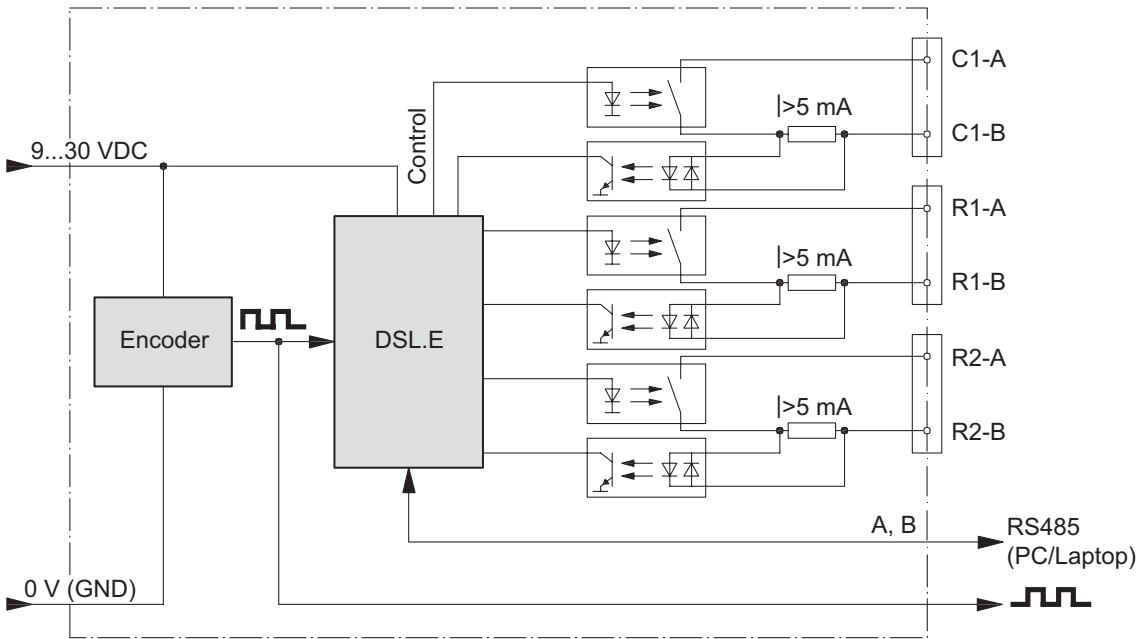 C1-A
|>5 mA
C1-B
9...30 VDC
Control
R1-A
|>5 mA
R1-B
Encoder
DSL.E
R2-A
|>5 mA
R2-B
A, B
RS485
(PC/Laptop)
0 V (GND)